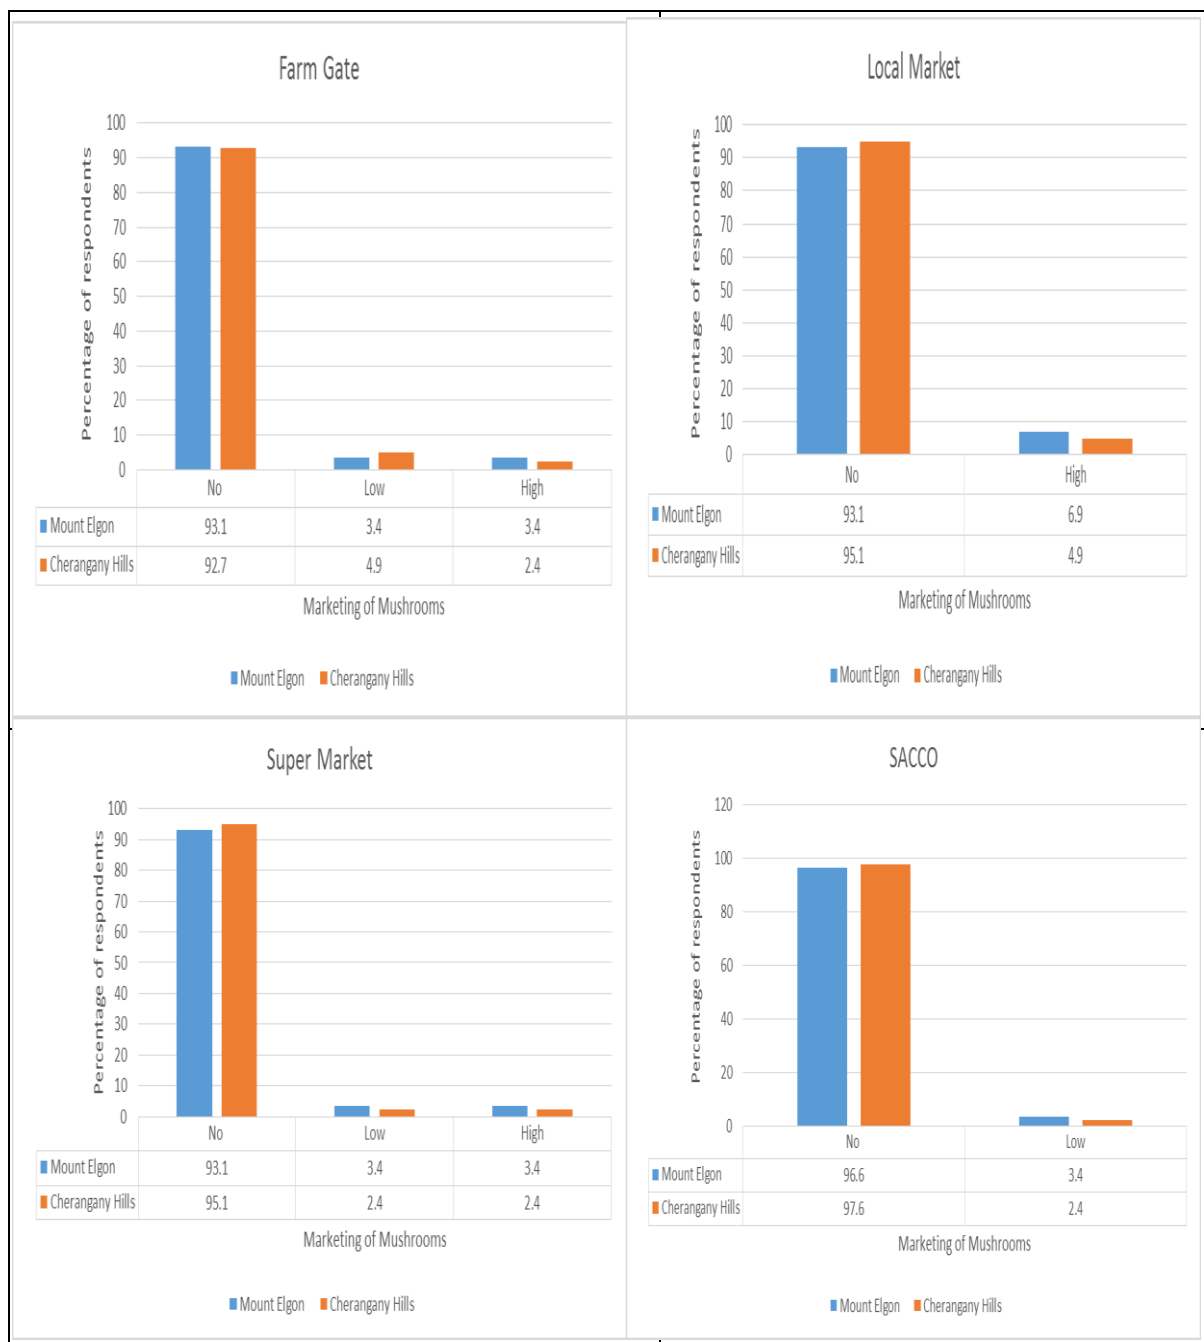 Farm Gate
Percentage of respondents
100
90
80
70
60
50
40
30
20
10
0
No Low High
Mount Elgon 93.1 3.4 3.4
Cherangany Hills 92.7 4.9 2.4
Marketing of Mushrooms
Mount Elgon Cherangany Hills
Local Market
Percentage of respondents
100
90
80
70
60
50
40
30
20
10
0
No High
Mount Elgon 93.1 6.9
Cherangany Hills 95.1 4.9
Marketing of Mushrooms
Mount Elgon Cherangany Hills
Super Market
Percentage of respondents
100
90
80
70
60
50
40
30
20
10
0
No Low High
Mount Elgon 93.1 3.4 3.4
Cherangany Hills 95.1 2.4 2.4
Marketing of Mushrooms
Mount Elgon Cherangany Hills
SACCO
Percentage of respondents
120
100
80
60
40
20
0
No Low
Mount Elgon 96.6 3.4
Cherangany Hills 97.6 2.4
Marketing of Mushrooms
Mount Elgon Cherangany Hills